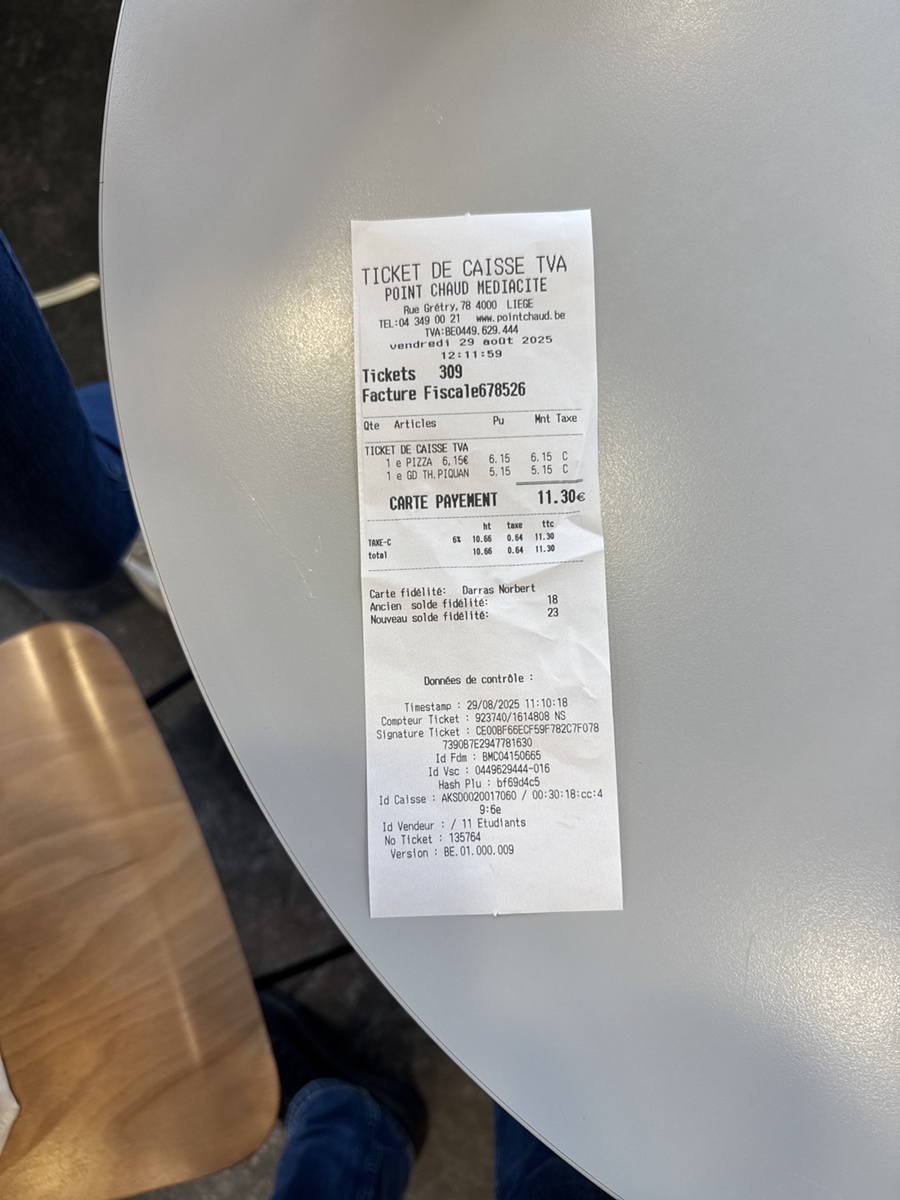 TICKET DE CAISSE TVA
POINT CHAUD MEDIACITE
Rue Grétry,78 4000 LIEGE
TEL:04 349 00 21 www.pointchaud.be
TVA:BE0449.629.444
vendredi 29 août 2025
12:11:59
Tickets 309
Facture Fiscale678526
Qte Articles Pu Mnt Taxe
TICKET DE CAISSE TVA
1 e PIZZA 6,15€ 6.15 6.15 C
1 e GD TH.PIQUAN 5.15 5.15 C
CARTE PAYEMENT 11.30€
ht taxe ttc
TAXE-C 6% 10.66 0.64 11.30
total 10.66 0.64 11.30
Carte fidélité: Darras Norbert
Ancien solde fidélité: 18
Nouveau solde fidélité: 23
Données de contrôle :
Timestamp : 29/08/2025 11:10:18
Compteur Ticket : 923740/1614808 NS
Signature Ticket : CE00BF66ECF59F782C7F078
739087E2947781630
Id Fdm : BMC04150665
Id Vsc : 0449629444-016
Hash Plu : bf69d4c5
Id Caisse : AKSD0020017060 / 00:30:18:cc:4
9:6e
Id Vendeur : / 11 Etudiants
No Ticket : 135764
Version : BE.01.000.009